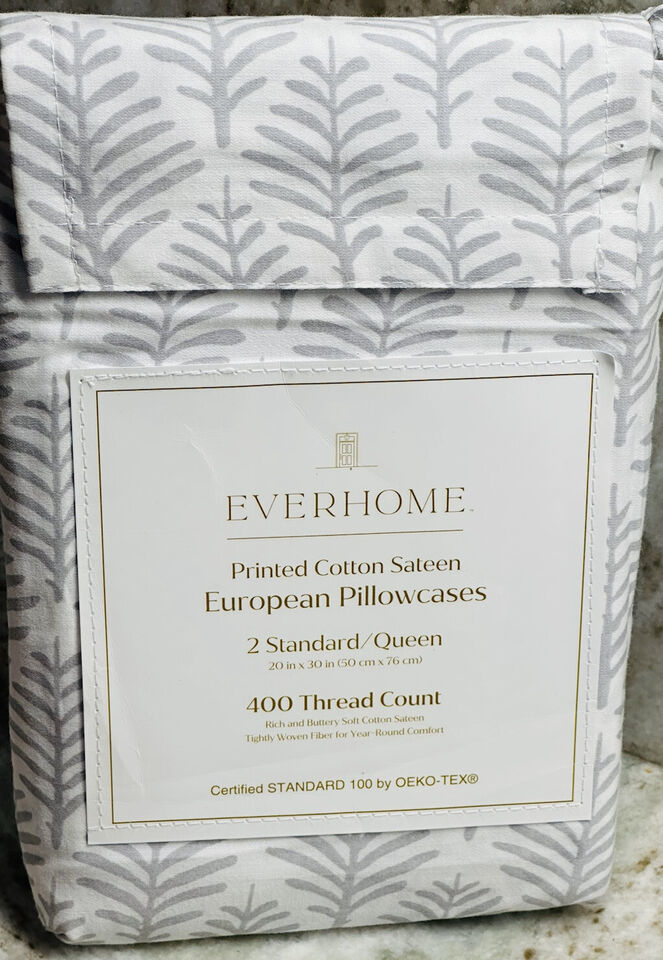 EVERHOME
Printed Cotton Sateen
European Pillowcases
2 Standard/Queen
20 in x 30 in (50 cm x 76 cm)
400 Thread Count
Rich and Buttery Soft Cotton Sateen
Tightly Woven Fiber for Year-Round Comfort
Certified STANDARD 100 by OEKO-TEX®